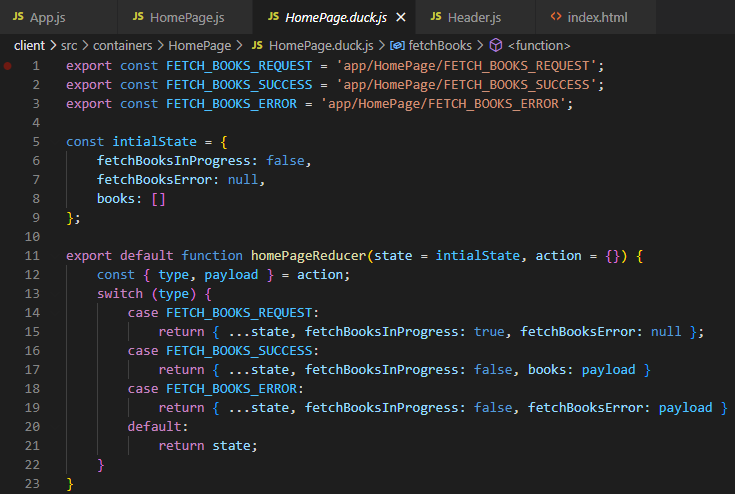 JS App.js JS HomePage.js JS HomePage.duck.js JS Header.js <> index.html
client > src > containers > HomePage > JS HomePage.duck.js > fetchBooks > <function>
1 export const FETCH_BOOKS_REQUEST = 'app/HomePage/FETCH_BOOKS_REQUEST';
2 export const FETCH_BOOKS_SUCCESS = 'app/HomePage/FETCH_BOOKS_SUCCESS';
3 export const FETCH_BOOKS_ERROR = 'app/HomePage/FETCH_BOOKS_ERROR';
4
5 const intialState = {
6     fetchBooksInProgress: false,
7     fetchBooksError: null,
8     books: []
9 };
10
11 export default function homePageReducer(state = intialState, action = {}) {
12     const { type, payload } = action;
13     switch (type) {
14         case FETCH_BOOKS_REQUEST:
15             return { ...state, fetchBooksInProgress: true, fetchBooksError: null };
16         case FETCH_BOOKS_SUCCESS:
17             return { ...state, fetchBooksInProgress: false, books: payload }
18         case FETCH_BOOKS_ERROR:
19             return { ...state, fetchBooksInProgress: false, fetchBooksError: payload }
20         default:
21             return state;
22     }
23 }